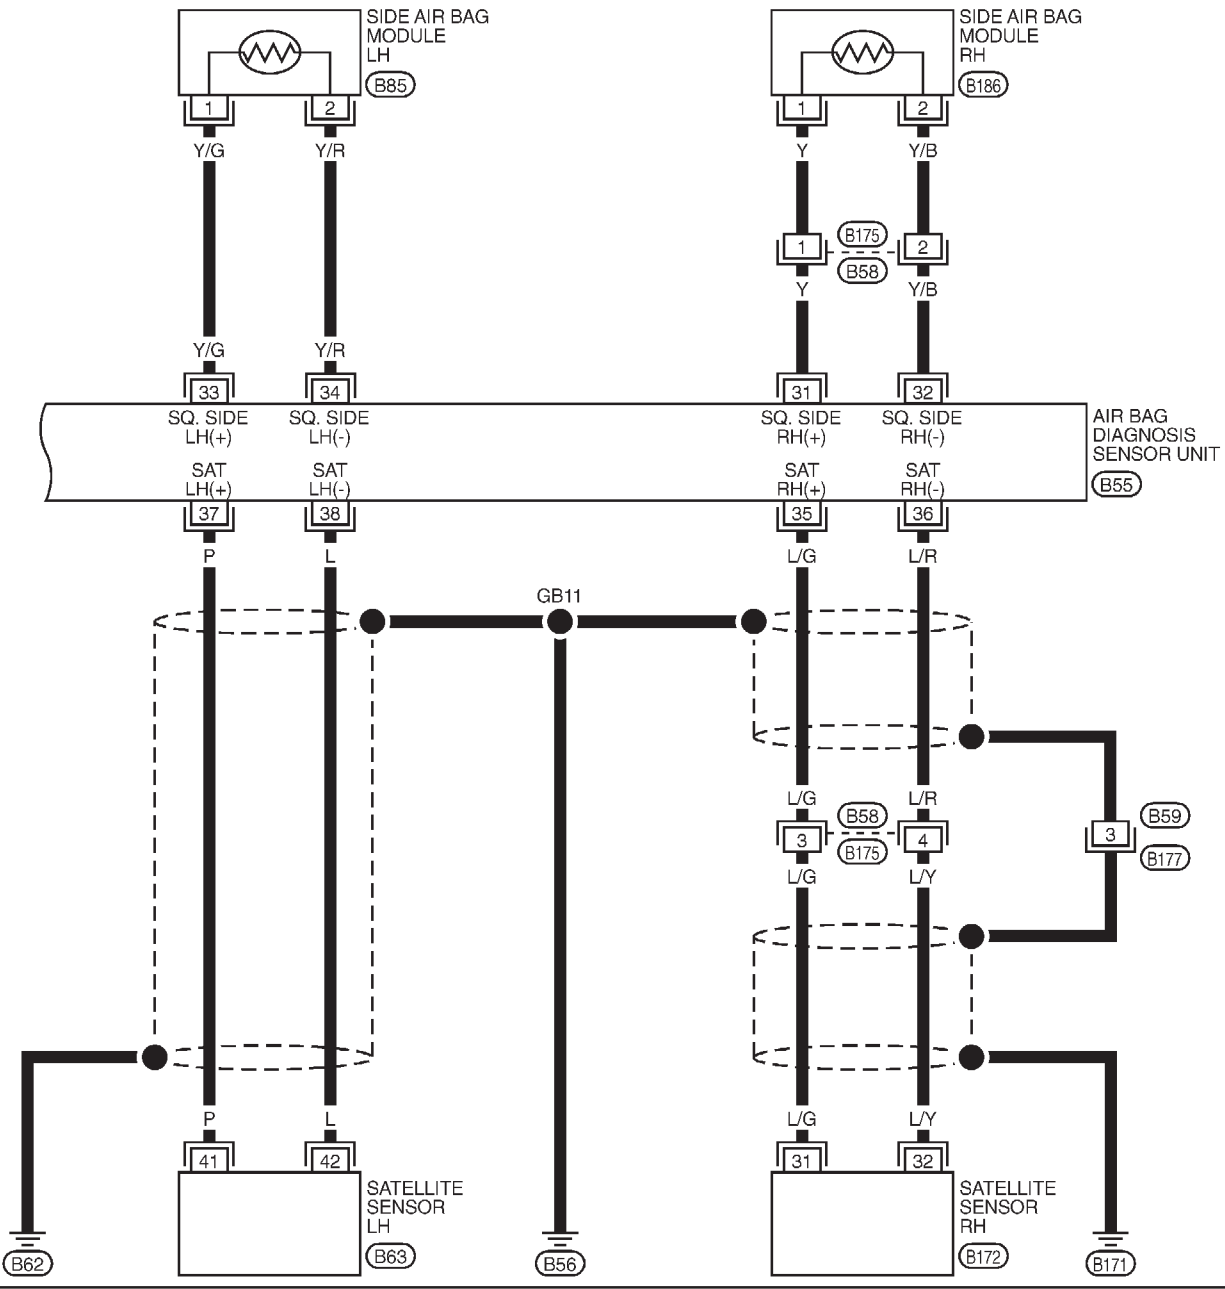 SIDE AIR BAG
MODULE
LH
B85
SIDE AIR BAG
MODULE
RH
B186
1
2
1
2
Y/G
Y/R
Y
Y/B
1
B175
2
B58
Y
Y/B
Y/G
Y/R
33
34
31
32
SQ. SIDE
LH(+)
SQ. SIDE
LH(-)
SQ. SIDE
RH(+)
SQ. SIDE
RH(-)
AIR BAG
DIAGNOSIS
SENSOR UNIT
B55
SAT
LH(+)
SAT
LH(-)
SAT
RH(+)
SAT
RH(-)
37
38
35
36
P
L
L/G
L/R
GB11
L/G
L/R
3
B58
B175
4
3
B59
B177
L/G
L/Y
P
L
L/G
L/Y
41
42
31
32
SATELLITE
SENSOR
LH
B63
SATELLITE
SENSOR
RH
B172
B62
B56
B171